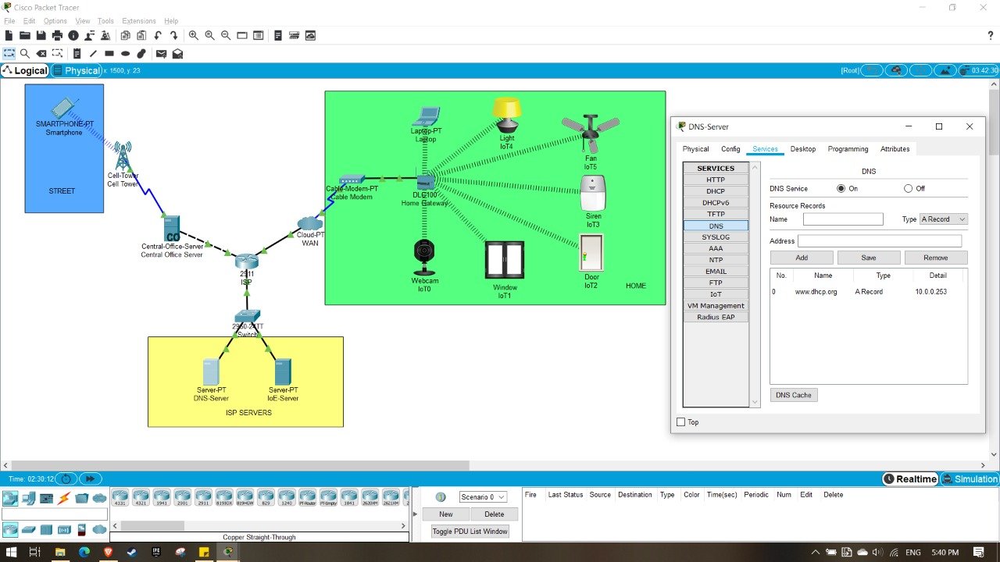 Cisco Packet Tracer
File Edit Options View Tools Extensions Help
?
Logical Physical x: 1500, y: 23 [Root] 03:42:30
SMARTPHONE-PT
Smartphone
STREET
Cell-Tower
Cell Tower
CO
Central-Office-Server
Central Office Server
2911
ISP
Cloud-PT
WAN
Cable-Modem-PT
Cable Modem
Laptop-PT
Laptop
Light
IoT4
Fan
IoT5
DLC100
Home Gateway
Siren
IoT3
Webcam
IoT0
Window
IoT1
Door
IoT2
HOME
2960-24TT
Switch
Server-PT
DNS-Server
Server-PT
IoE-Server
ISP SERVERS
DNS-Server
Physical Config Services Desktop Programming Attributes
SERVICES
HTTP
DHCP
DHCPv6
TFTP
DNS
SYSLOG
AAA
NTP
EMAIL
FTP
IoT
VM Management
Radius EAP
DNS
DNS Service On Off
Resource Records
Name Type A Record
Address
Add Save Remove
No. Name Type Detail
0 www.dhcp.org A Record 10.0.0.253
DNS Cache
Top
Time: 02:30:12 Realtime Simulation
4331 4321 1941 2901 2911 819IOX 819HGW 829 1240 PT-Router PT-Empty 1841 2620XM 2621XM 2
Copper Straight-Through
Scenario 0
New Delete
Toggle PDU List Window
Fire Last Status Source Destination Type Color Time(sec) Periodic Num Edit Delete
5:40 PM